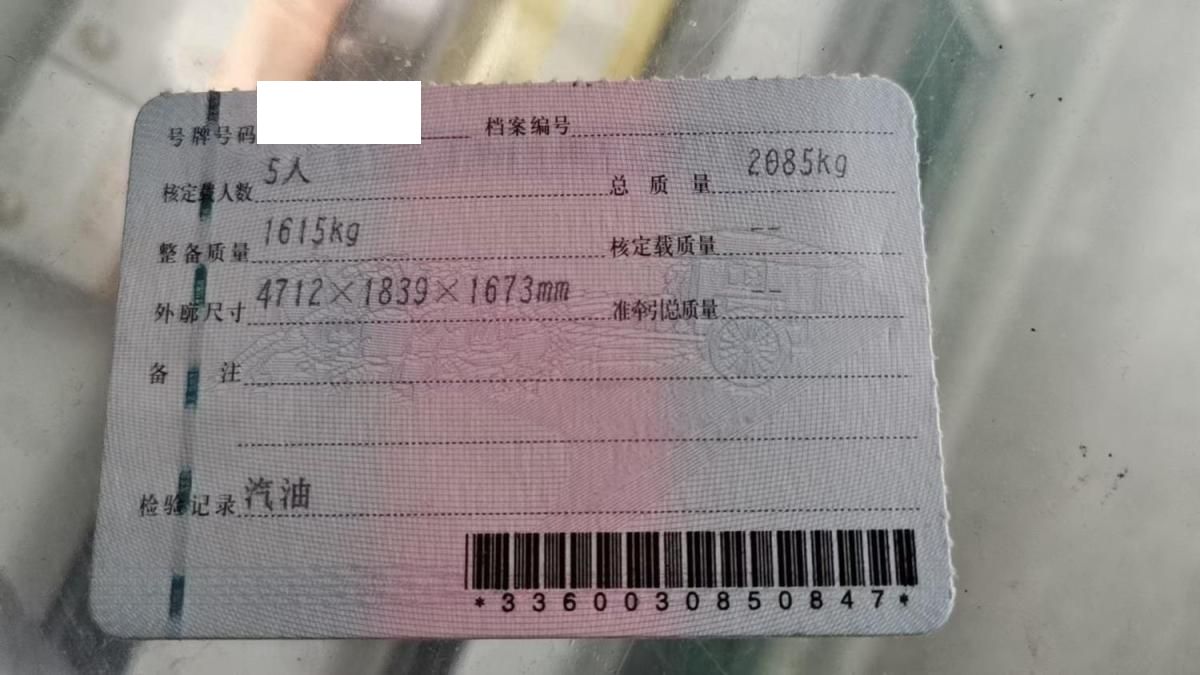 号牌号码 档案编号
核定载人数 5人 总质量 2085kg
整备质量 1615kg 核定载质量 --
外廓尺寸 4712×1839×1673mm 准牵引总质量 --
备注
检验记录 汽油
*3360030850847*